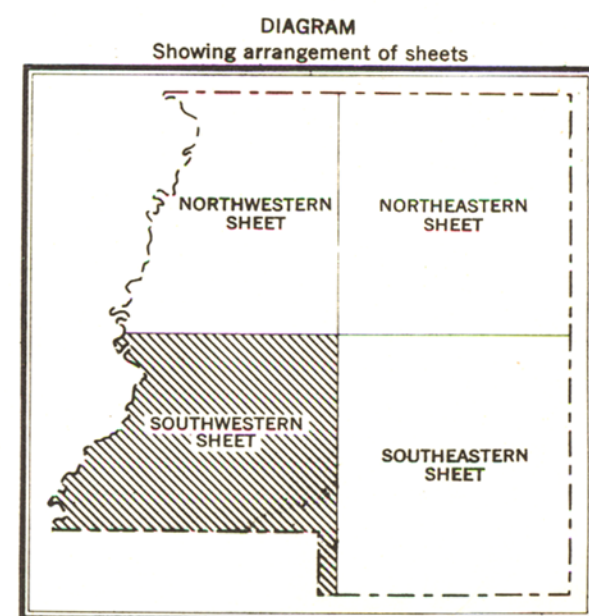 DIAGRAM
Showing arrangement of sheets
NORTHWESTERN
SHEET
NORTHEASTERN
SHEET
SOUTHWESTERN
SHEET
SOUTHEASTERN
SHEET